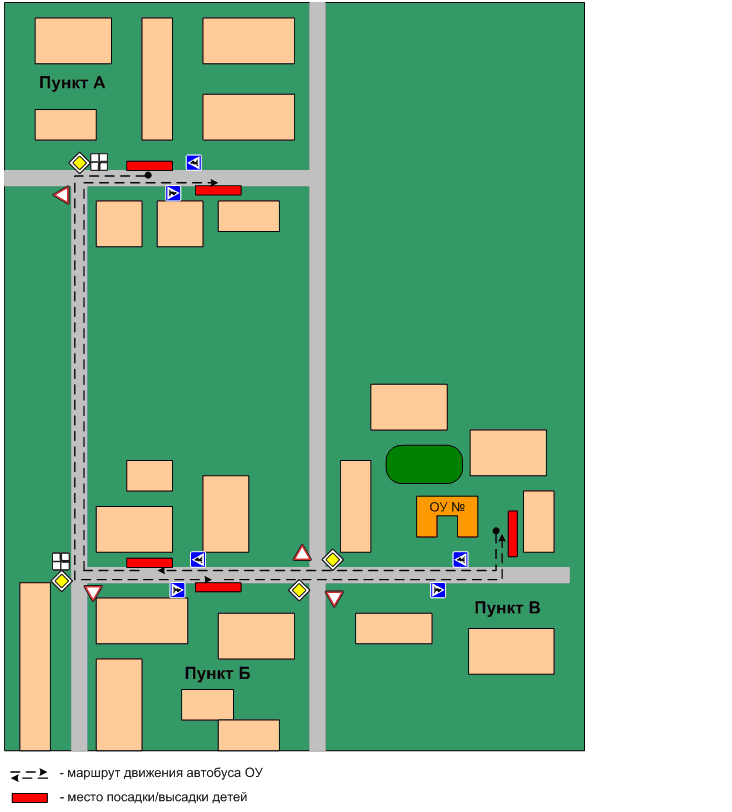 Пункт А
ОУ №
Пункт В
Пункт Б
- маршрут движения автобуса ОУ
- место посадки/высадки детей